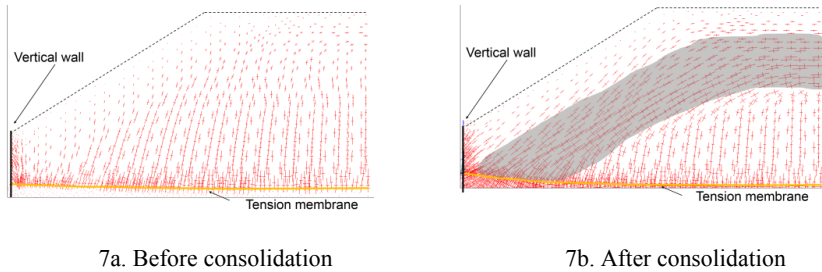 Vertical wall
Tension membrane
7a. Before consolidation
Vertical wall
Tension membrane
7b. After consolidation